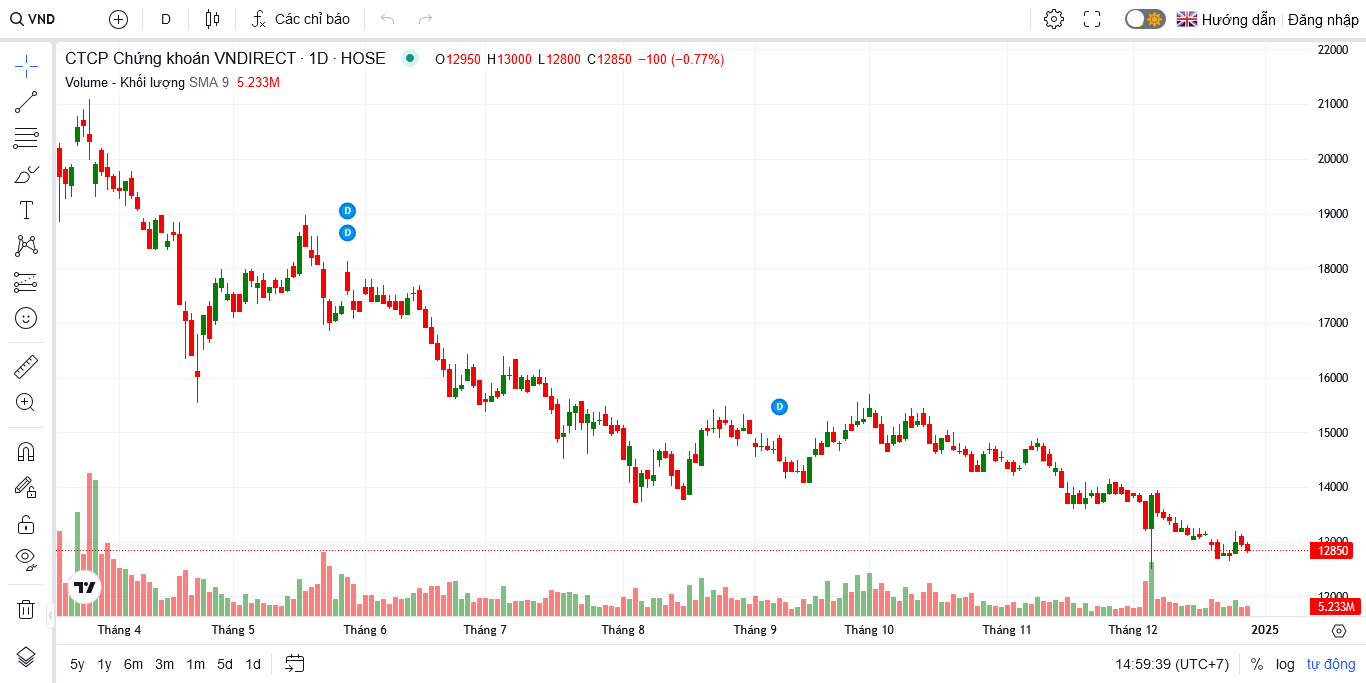 VND D Các chỉ báo Hướng dẫn Đăng nhập
CTCP Chứng khoán VNDIRECT · 1D · HOSE O12950 H13000 L12800 C12850 −100 (−0.77%)
Volume - Khối lượng SMA 9 5.233M
22000
21000
20000
19000
18000
17000
16000
15000
14000
13000
12850
12000
5.233M
D
D
D
Tháng 4 Tháng 5 Tháng 6 Tháng 7 Tháng 8 Tháng 9 Tháng 10 Tháng 11 Tháng 12 2025
5y 1y 6m 3m 1m 5d 1d 14:59:39 (UTC+7) % log tự động